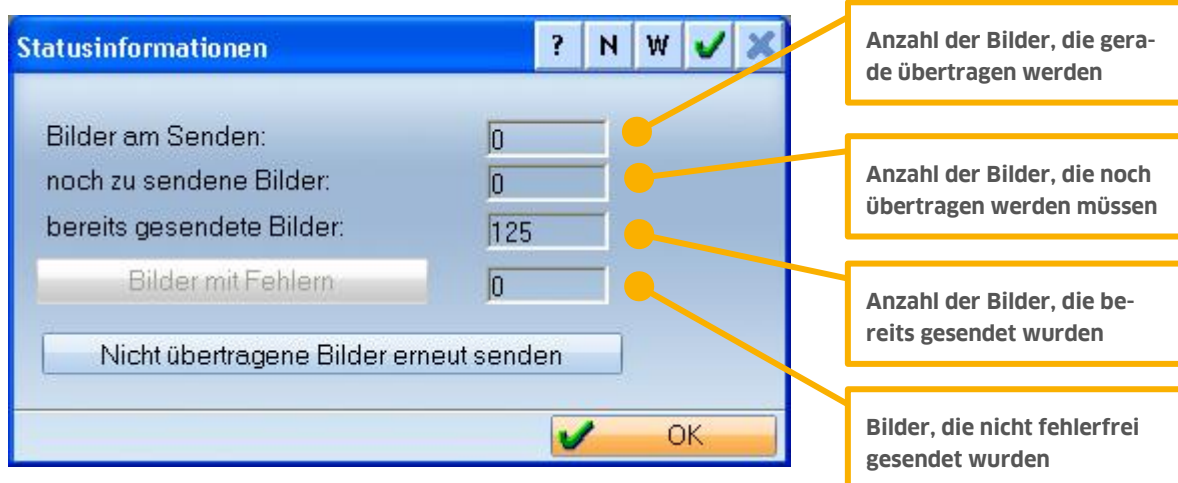 Statusinformationen
? N W
Bilder am Senden: 0
noch zu sendene Bilder: 0
bereits gesendete Bilder: 125
Bilder mit Fehlern 0
Nicht übertragene Bilder erneut senden
OK
Anzahl der Bilder, die gera-
de übertragen werden
Anzahl der Bilder, die noch
übertragen werden müssen
Anzahl der Bilder, die be-
reits gesendet wurden
Bilder, die nicht fehlerfrei
gesendet wurden